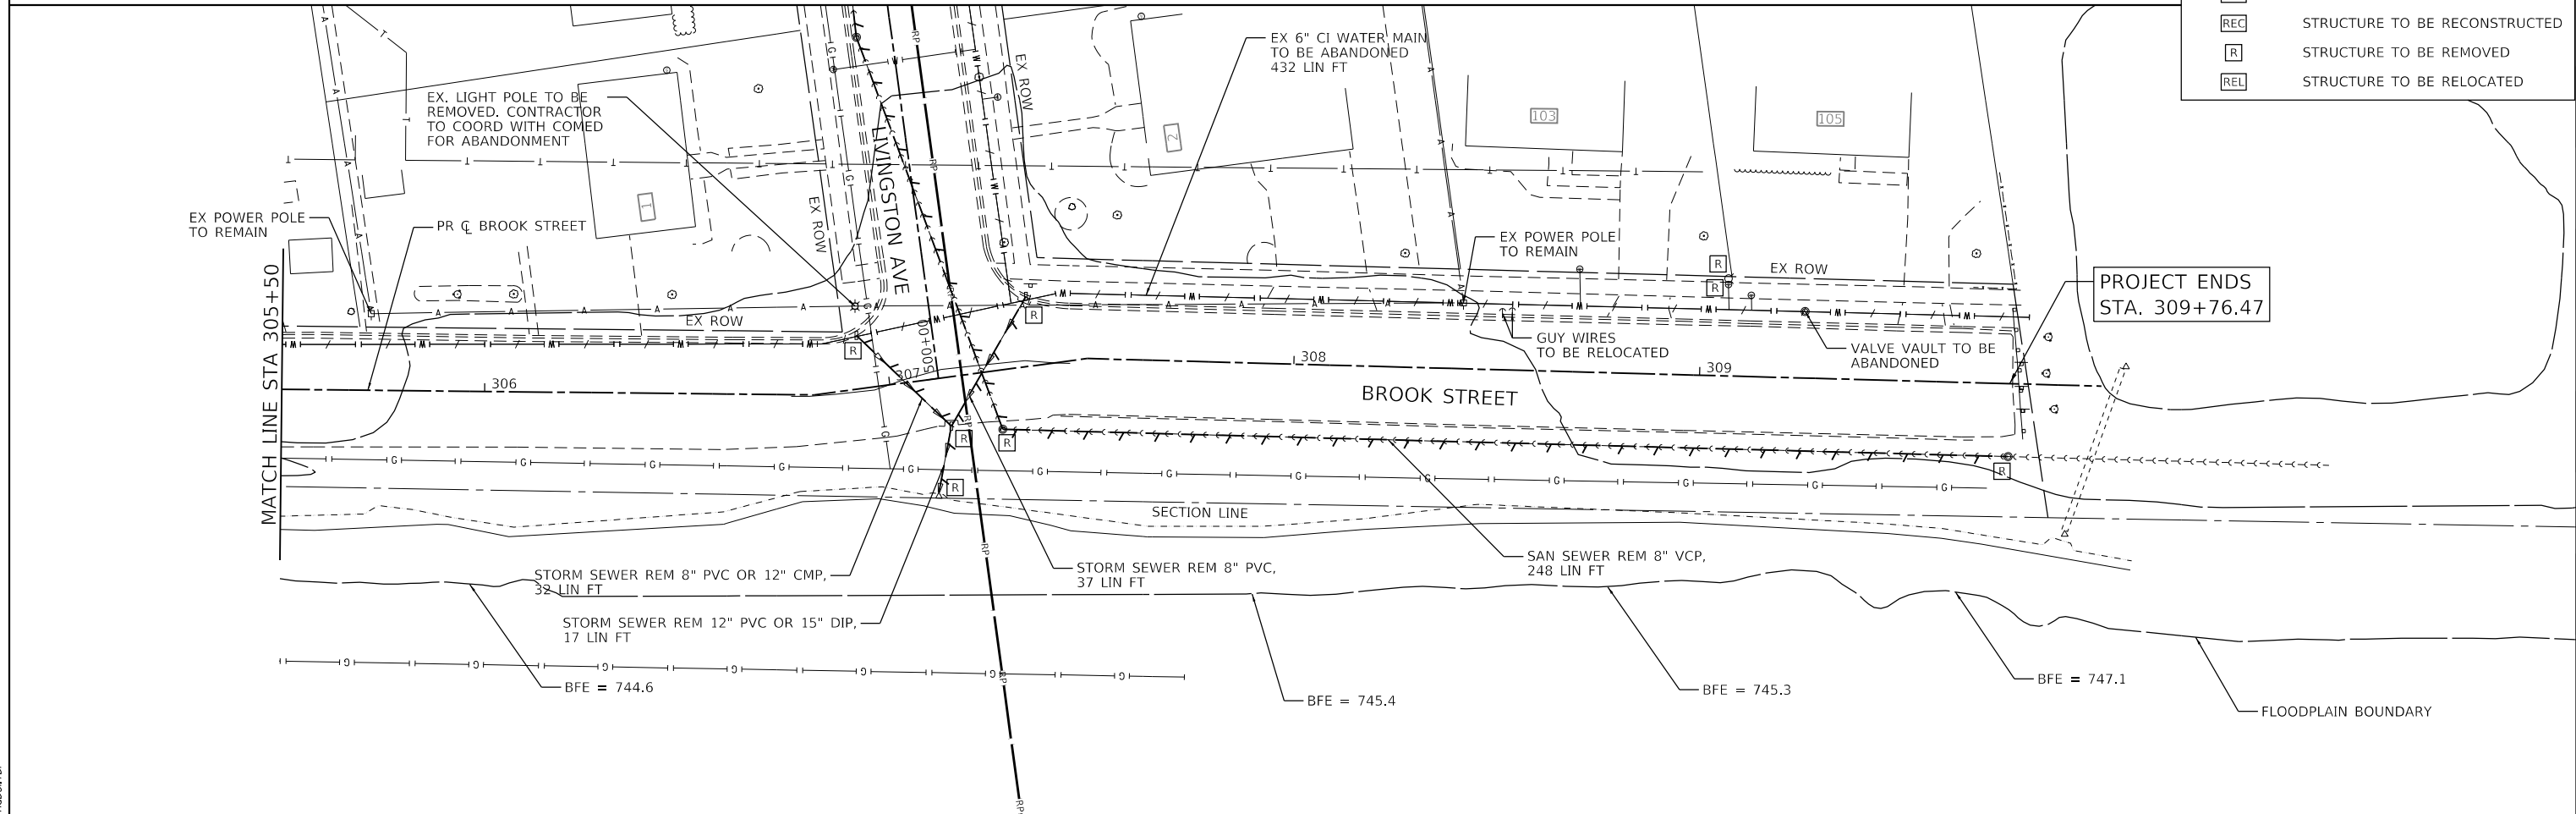 REC STRUCTURE TO BE RECONSTRUCTED
R STRUCTURE TO BE REMOVED
REL STRUCTURE TO BE RELOCATED
EX 6" CI WATER MAIN
TO BE ABANDONED
432 LIN FT
EX. LIGHT POLE TO BE
REMOVED. CONTRACTOR
TO COORD WITH COMED
FOR ABANDONMENT
EX ROW
LIVINGSTON AVE
EX ROW
1
2
103
105
EX POWER POLE
TO REMAIN
PR ℄ BROOK STREET
EX POWER POLE
TO REMAIN
EX ROW
R
R
PROJECT ENDS
STA. 309+76.47
MATCH LINE STA 305+50
EX ROW
R
R
500+00
GUY WIRES
TO BE RELOCATED
VALVE VAULT TO BE
ABANDONED
306
307
308
309
BROOK STREET
R
R
R
R
SECTION LINE
STORM SEWER REM 8" PVC OR 12" CMP,
32 LIN FT
STORM SEWER REM 8" PVC,
37 LIN FT
SAN SEWER REM 8" VCP,
248 LIN FT
STORM SEWER REM 12" PVC OR 15" DIP,
17 LIN FT
BFE = 744.6
BFE = 745.4
BFE = 745.3
BFE = 747.1
FLOODPLAIN BOUNDARY